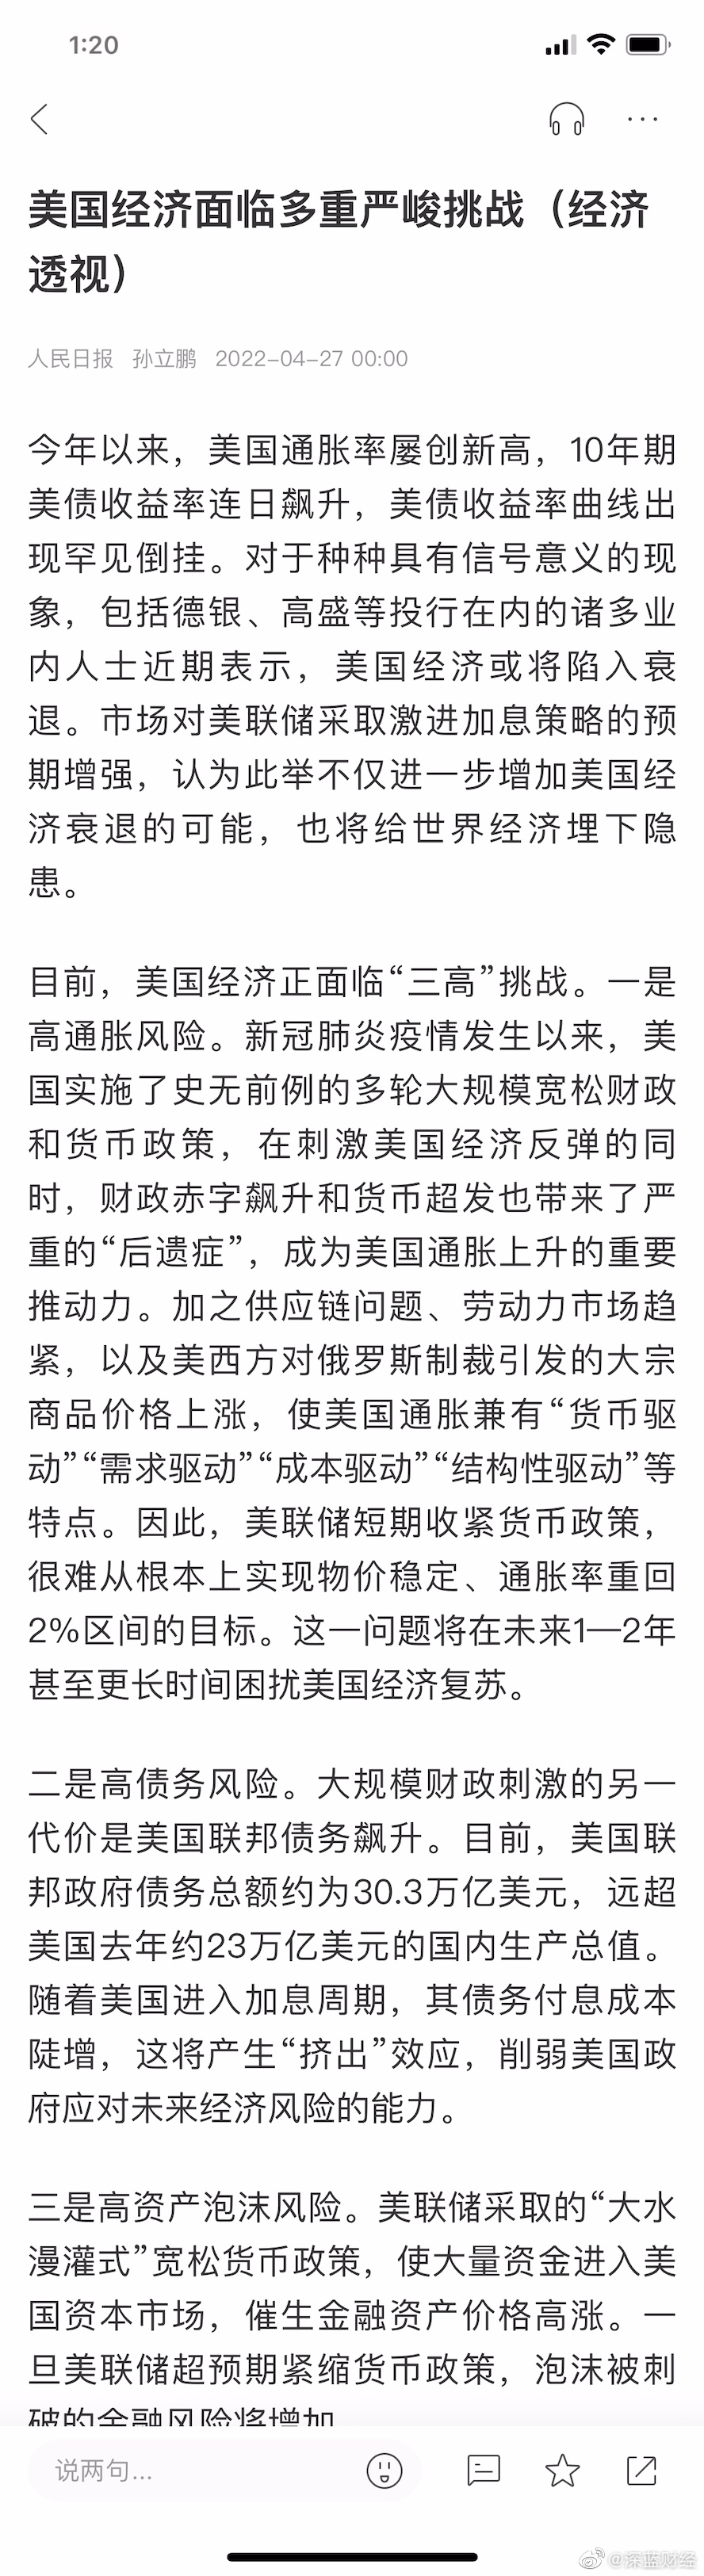 1:20
美国经济面临多重严峻挑战（经济
透视）
人民日报 孙立鹏 2022-04-27 00:00
今年以来，美国通胀率屡创新高，10年期
美债收益率连日飙升，美债收益率曲线出
现罕见倒挂。对于种种具有信号意义的现
象，包括德银、高盛等投行在内的诸多业
内人士近期表示，美国经济或将陷入衰
退。市场对美联储采取激进加息策略的预
期增强，认为此举不仅进一步增加美国经
济衰退的可能，也将给世界经济埋下隐
患。
目前，美国经济正面临“三高”挑战。一是
高通胀风险。新冠肺炎疫情发生以来，美
国实施了史无前例的多轮大规模宽松财政
和货币政策，在刺激美国经济反弹的同
时，财政赤字飙升和货币超发也带来了严
重的“后遗症”，成为美国通胀上升的重要
推动力。加之供应链问题、劳动力市场趋
紧，以及美西方对俄罗斯制裁引发的大宗
商品价格上涨，使美国通胀兼有“货币驱
动”“需求驱动”“成本驱动”“结构性驱动”等
特点。因此，美联储短期收紧货币政策，
很难从根本上实现物价稳定、通胀率重回
2%区间的目标。这一问题将在未来1—2年
甚至更长时间困扰美国经济复苏。
二是高债务风险。大规模财政刺激的另一
代价是美国联邦债务飙升。目前，美国联
邦政府债务总额约为30.3万亿美元，远超
美国去年约23万亿美元的国内生产总值。
随着美国进入加息周期，其债务付息成本
陡增，这将产生“挤出”效应，削弱美国政
府应对未来经济风险的能力。
三是高资产泡沫风险。美联储采取的“大水
漫灌式”宽松货币政策，使大量资金进入美
国资本市场，催生金融资产价格高涨。一
旦美联储超预期紧缩货币政策，泡沫被刺
破的金融风险将增加
说两句...
@深蓝财经